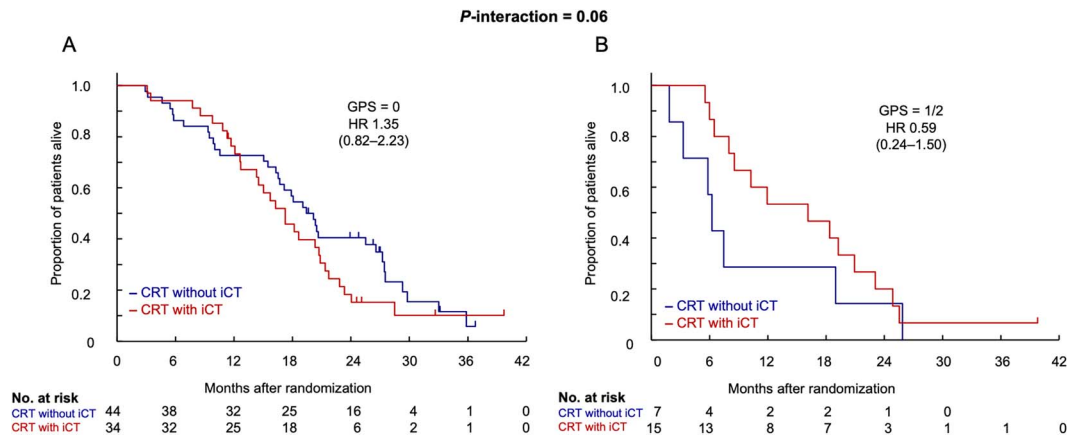 P-interaction = 0.06
A
Proportion of patients alive
1.0
0.8
0.6
0.4
0.2
0
GPS = 0
HR 1.35
(0.82–2.23)
CRT without iCT
CRT with iCT
0 6 12 18 24 30 36 42
Months after randomization
No. at risk
CRT without iCT 44 38 32 25 16 4 1 0
CRT with iCT 34 32 25 18 6 2 1 0
B
Proportion of patients alive
1.0
0.8
0.6
0.4
0.2
0
GPS = 1/2
HR 0.59
(0.24–1.50)
CRT without iCT
CRT with iCT
0 6 12 18 24 30 36 42
Months after randomization
No. at risk
CRT without iCT 7 4 2 2 1 0
CRT with iCT 15 13 8 7 3 1 1 0